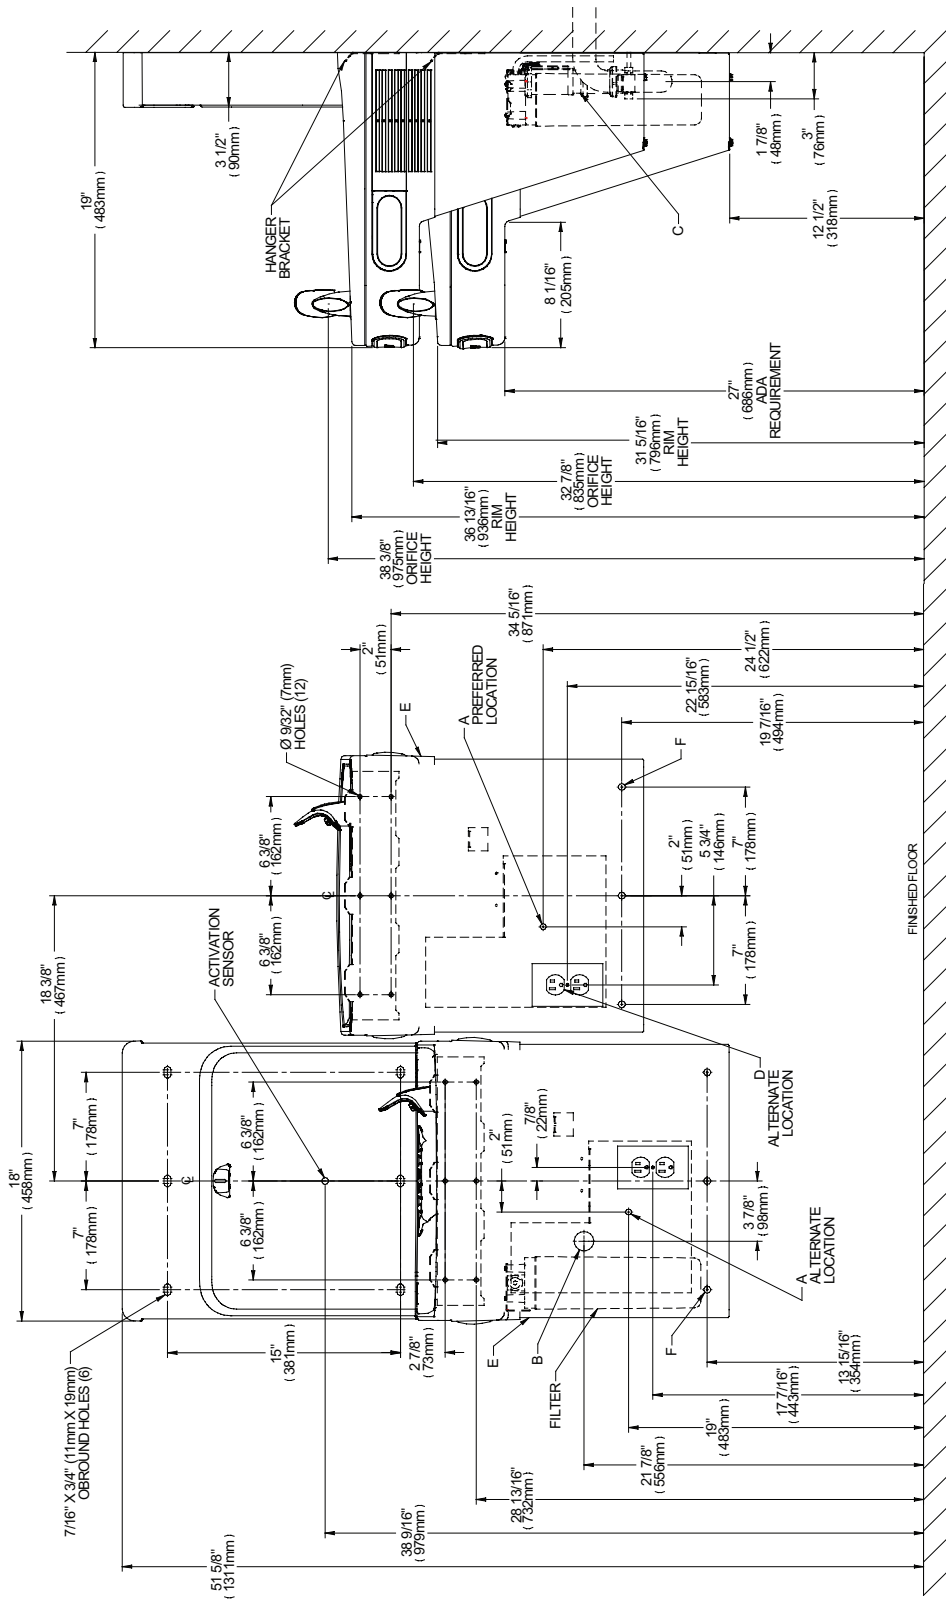 51 5/8"
( 1311mm)
38 9/16"
( 979mm)
28 13/16"
( 732mm)
21 7/8"
( 556mm)
19"
( 483mm)
17 7/16"
( 443mm)
13 15/16"
( 354mm)
7/16" X 3/4" (11mm X 19mm)
OBROUND HOLES (6)
15"
( 381mm)
2 7/8"
( 73mm)
E
B
FILTER
F
18"
( 458mm)
7"
( 178mm)
7"
( 178mm)
18 3/8"
( 467mm)
℄
6 3/8"
( 162mm)
6 3/8"
( 162mm)
2"
( 51mm)
7/8"
( 22mm)
3 7/8"
( 98mm)
A
ALTERNATE
LOCATION
D
ALTERNATE
LOCATION
ACTIVATION
SENSOR
6 3/8"
( 162mm)
6 3/8"
( 162mm)
℄
Ø 9/32" (7mm)
HOLES (12)
2"
( 51mm)
E
A
PREFERRED
LOCATION
F
7"
( 178mm)
2"
( 51mm)
5 3/4"
( 146mm)
7"
( 178mm)
34 5/16"
( 871mm)
24 1/2"
( 622mm)
22 15/16"
( 583mm)
19 7/16"
( 494mm)
FINISHED FLOOR
38 3/8"
( 975mm)
ORIFICE
HEIGHT
36 13/16"
( 936mm)
RIM
HEIGHT
32 7/8"
( 835mm)
ORIFICE
HEIGHT
31 5/16"
( 796mm)
RIM
HEIGHT
27"
( 686mm)
ADA
REQUIREMENT
19"
( 483mm)
HANGER
BRACKET
3 1/2"
( 90mm)
8 1/16"
( 205mm)
C
1 7/8"
( 48mm)
3"
( 76mm)
12 1/2"
( 318mm)